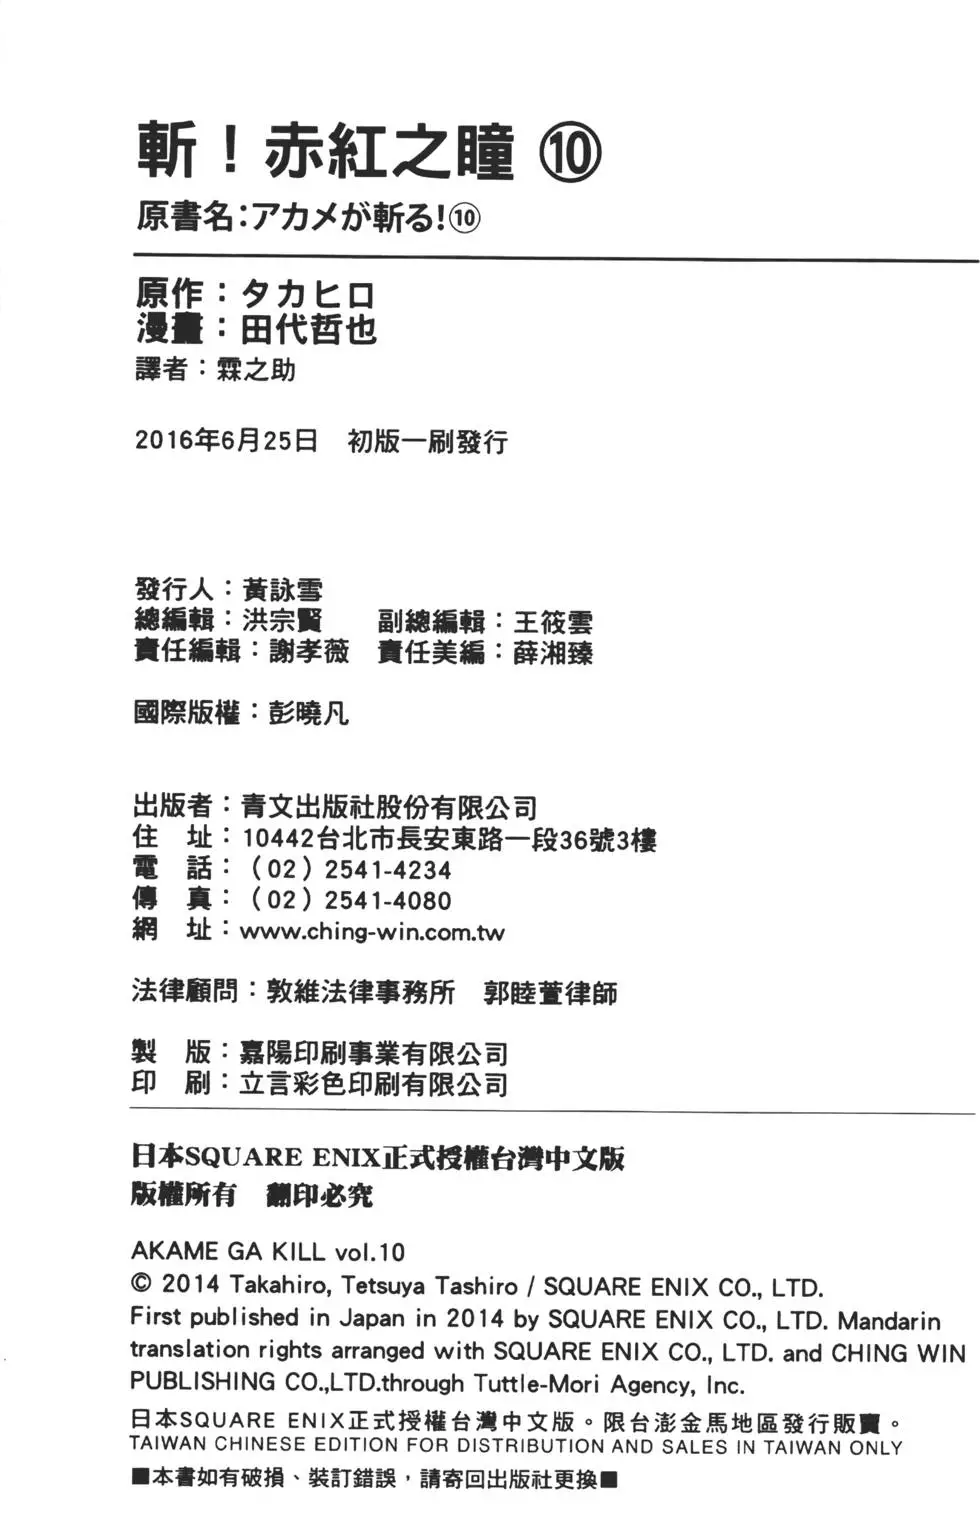 斬！赤紅之瞳 ⑩
原書名：アカメが斬る!⑩
原作：タカヒロ
漫畫：田代哲也
譯者：霖之助
2016年6月25日　初版一刷發行
發行人：黃詠雪
總編輯：洪宗賢　　副總編輯：王筱雲
責任編輯：謝孝薇　責任美編：薛湘臻
國際版權：彭曉凡
出版者：青文出版社股份有限公司
住　址：10442台北市長安東路一段36號3樓
電　話：（02）2541-4234
傳　真：（02）2541-4080
網　址：www.ching-win.com.tw
法律顧問：敦維法律事務所　郭睦萱律師
製　版：嘉陽印刷事業有限公司
印　刷：立言彩色印刷有限公司
日本SQUARE ENIX正式授權台灣中文版
版權所有　翻印必究
AKAME GA KILL vol.10
© 2014 Takahiro, Tetsuya Tashiro / SQUARE ENIX CO., LTD.
First published in Japan in 2014 by SQUARE ENIX CO., LTD. Mandarin
translation rights arranged with SQUARE ENIX CO., LTD. and CHING WIN
PUBLISHING CO.,LTD.through Tuttle-Mori Agency, Inc.
日本SQUARE ENIX正式授權台灣中文版。限台澎金馬地區發行販賣。
TAIWAN CHINESE EDITION FOR DISTRIBUTION AND SALES IN TAIWAN ONLY
■本書如有破損、裝訂錯誤，請寄回出版社更換■